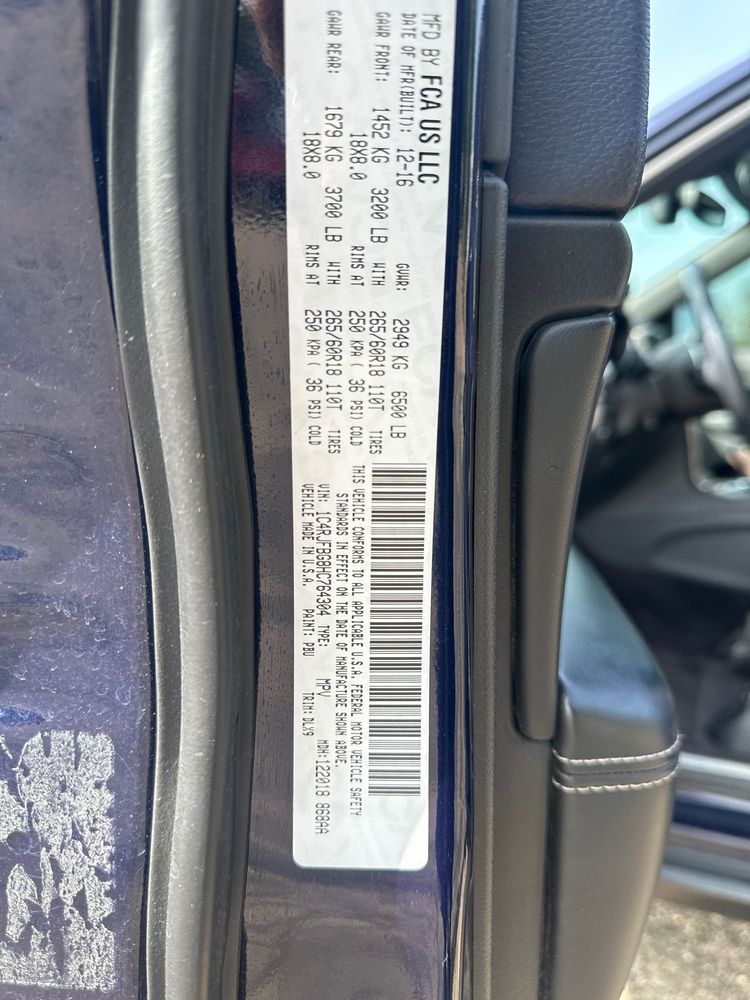 MFD BY FCA US LLC
DATE OF MFR(BUILT): 12-16 GVWR: 2949 KG 6500 LB
GAWR FRONT: 1452 KG 3200 LB WITH 265/60R18 110T TIRES
18X8.0 RIMS AT 250 KPA ( 36 PSI) COLD
GAWR REAR: 1679 KG 3700 LB WITH 265/60R18 110T TIRES
18X8.0 RIMS AT 250 KPA ( 36 PSI) COLD
THIS VEHICLE CONFORMS TO ALL APPLICABLE U.S.A. FEDERAL MOTOR VEHICLE SAFETY
STANDARDS IN EFFECT ON THE DATE OF MANUFACTURE SHOWN ABOVE.
VIN: 1C4RJFBG8HC764304 TYPE: MPV MDH:122018 868AA
VEHICLE MADE IN U.S.A. PAINT: PBU TRIM: DLX9